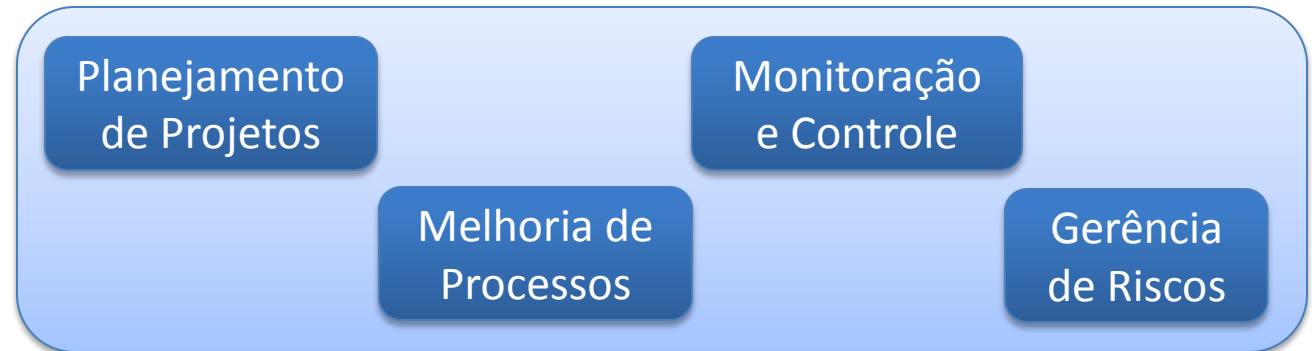 Planejamento
de Projetos
Melhoria de
Processos
Monitoração
e Controle
Gerência
de Riscos